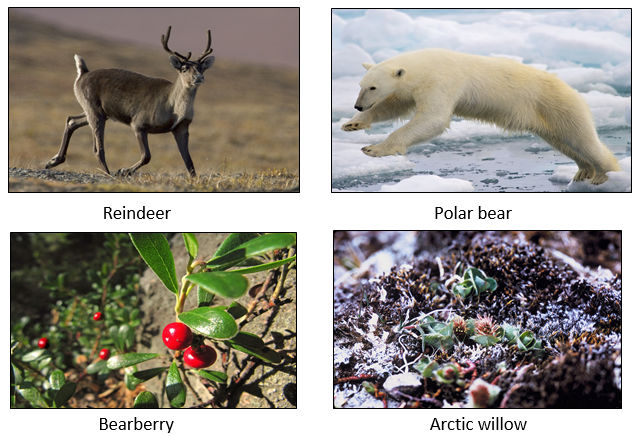 Reindeer
Polar bear
Bearberry
Arctic willow